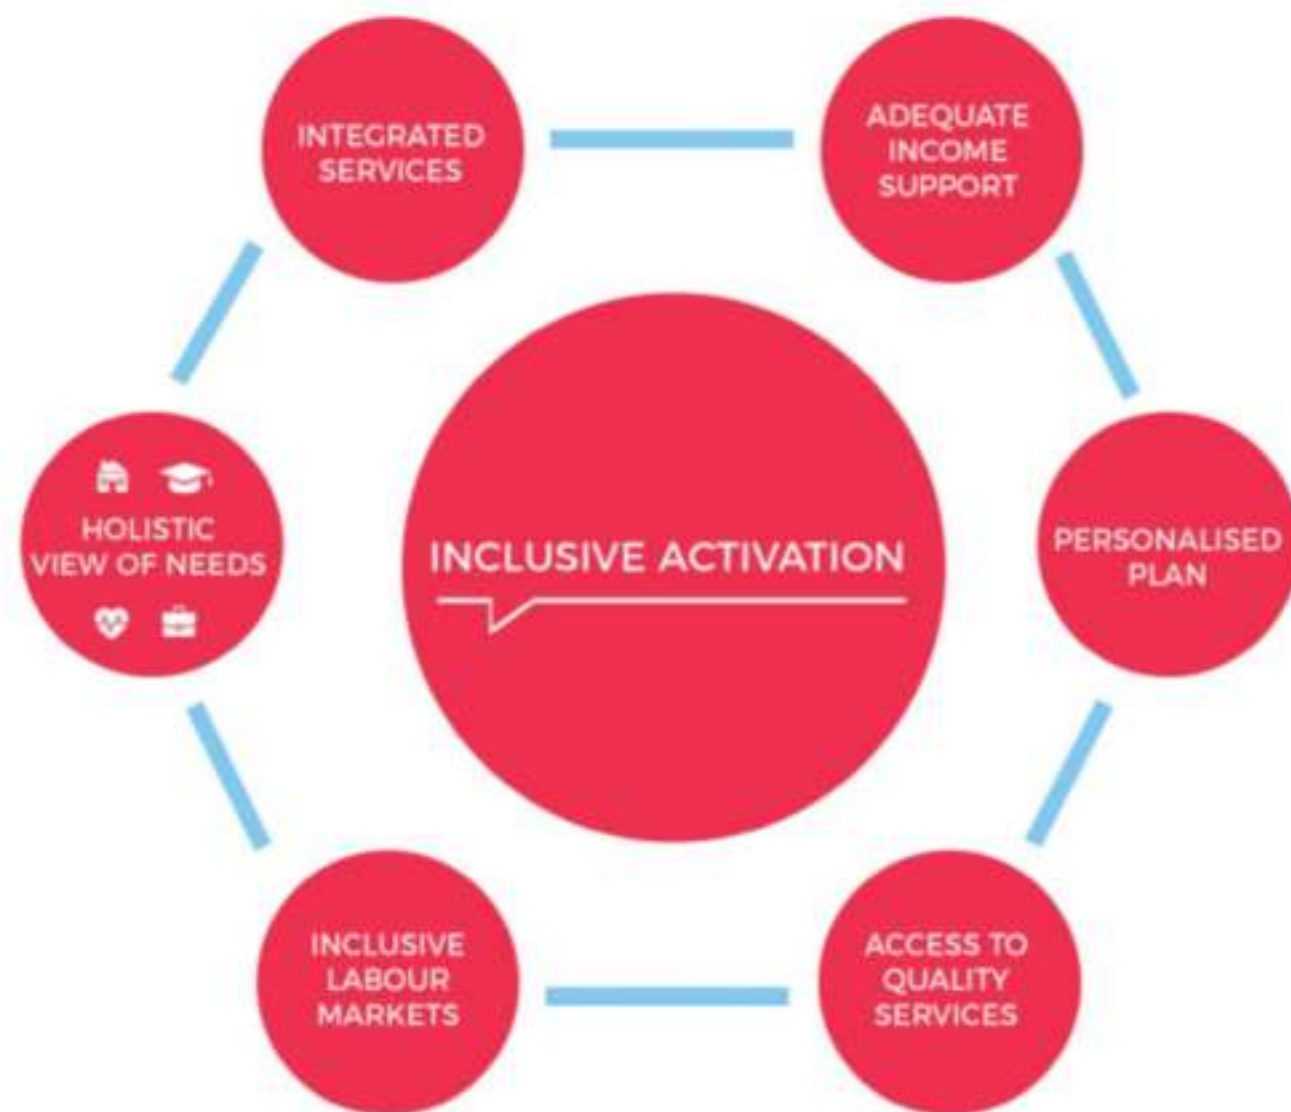 INTEGRATED
SERVICES
ADEQUATE
INCOME
SUPPORT
HOLISTIC
VIEW OF NEEDS
INCLUSIVE ACTIVATION
PERSONALISED
PLAN
INCLUSIVE
LABOUR
MARKETS
ACCESS TO
QUALITY
SERVICES